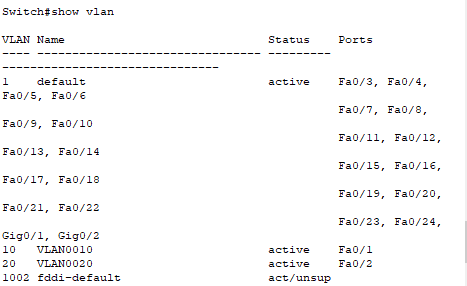 Switch#show vlan
VLAN Name Status Ports
---- -------------------------------- --------- -------------------------------
1 default active Fa0/3, Fa0/4,
Fa0/5, Fa0/6
Fa0/7, Fa0/8,
Fa0/9, Fa0/10
Fa0/11, Fa0/12,
Fa0/13, Fa0/14
Fa0/15, Fa0/16,
Fa0/17, Fa0/18
Fa0/19, Fa0/20,
Fa0/21, Fa0/22
Fa0/23, Fa0/24,
Gig0/1, Gig0/2
10 VLAN0010 active Fa0/1
20 VLAN0020 active Fa0/2
1002 fddi-default act/unsup